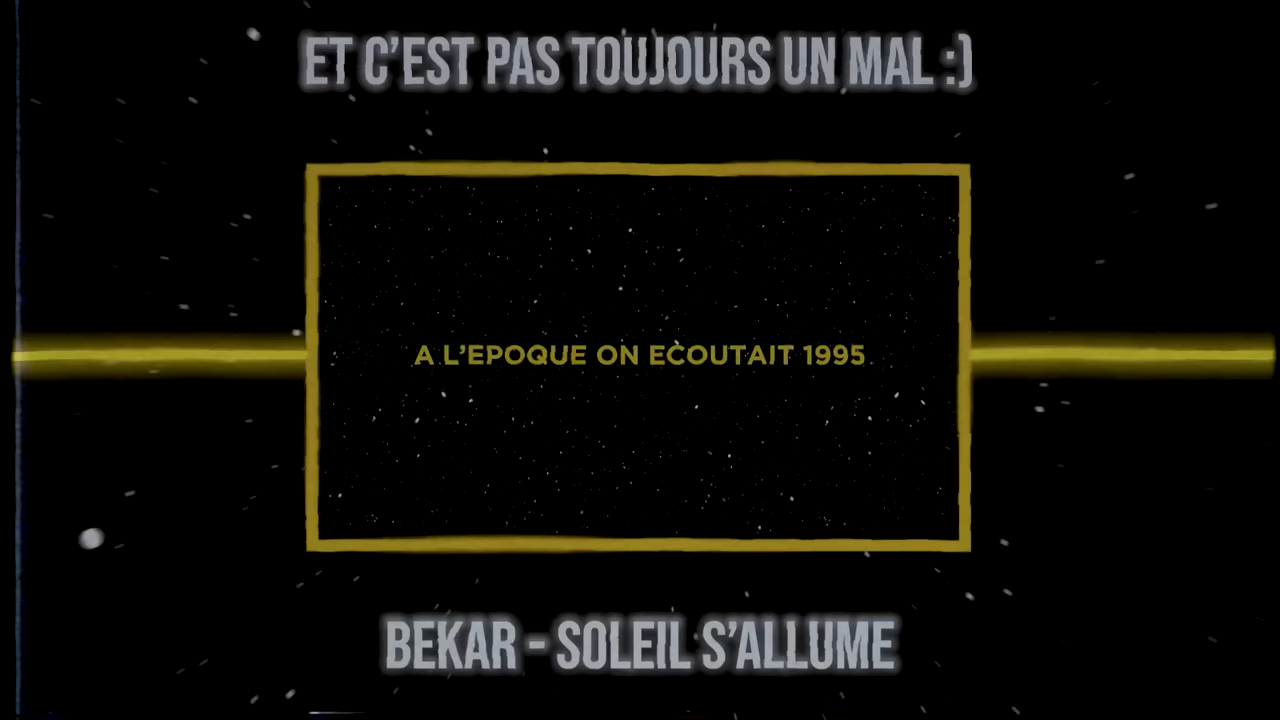 ET C'EST PAS TOUJOURS UN MAL :)
A L'EPOQUE ON ECOUTAIT 1995
BEKAR - SOLEIL S'ALLUME